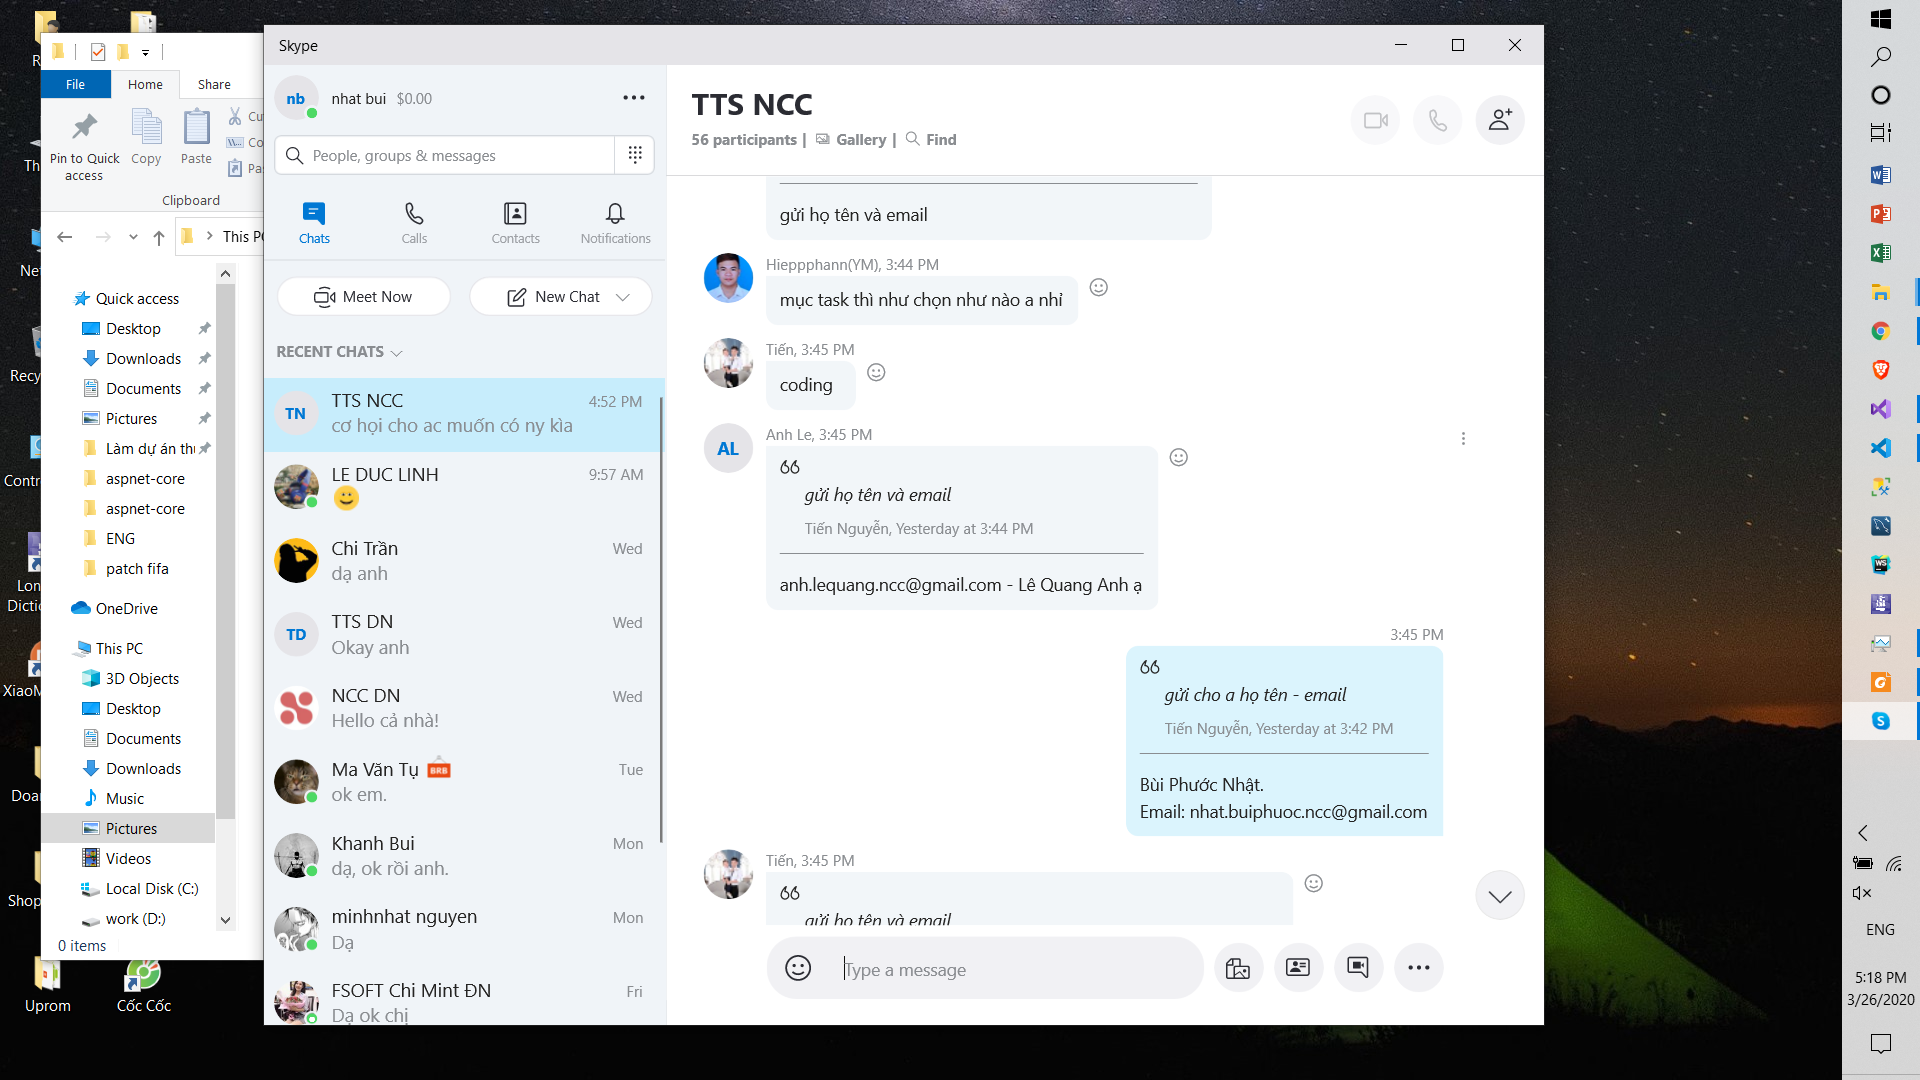 Skype
File
Home
Share
Pin to Quick
access
Copy
Paste
Clipboard
This PC
Quick access
Desktop
Downloads
Documents
Pictures
Làm dự án th
aspnet-core
aspnet-core
ENG
patch fifa
OneDrive
This PC
3D Objects
Desktop
Documents
Downloads
Music
Pictures
Videos
Local Disk (C:)
work (D:)
0 items
Recy
Contr
Lon
Dictio
XiaoM
Doa
Shop
Uprom
Cốc Cốc
nb
nhat bui $0.00
People, groups & messages
Chats
Calls
Contacts
Notifications
Meet Now
New Chat
RECENT CHATS
TN
TTS NCC
4:52 PM
cơ họi cho ac muốn có ny kìa
LE DUC LINH
9:57 AM
Chi Trần
Wed
dạ anh
TD
TTS DN
Wed
Okay anh
NCC DN
Wed
Hello cả nhà!
Ma Văn Tụ
BRB
Tue
ok em.
Khanh Bui
Mon
dạ, ok rồi anh.
minhnhat nguyen
Mon
Dạ
FSOFT Chi Mint ĐN
Fri
Dạ ok chị
TTS NCC
56 participants | Gallery | Find
gửi họ tên và email
Hieppphann(YM), 3:44 PM
mục task thì như chọn như nào a nhỉ
Tiến, 3:45 PM
coding
AL
Anh Le, 3:45 PM
gửi họ tên và email
Tiến Nguyễn, Yesterday at 3:44 PM
anh.lequang.ncc@gmail.com - Lê Quang Anh ạ
3:45 PM
gửi cho a họ tên - email
Tiến Nguyễn, Yesterday at 3:42 PM
Bùi Phước Nhật.
Email: nhat.buiphuoc.ncc@gmail.com
Tiến, 3:45 PM
gửi họ tên và email
Type a message
ENG
5:18 PM
3/26/2020